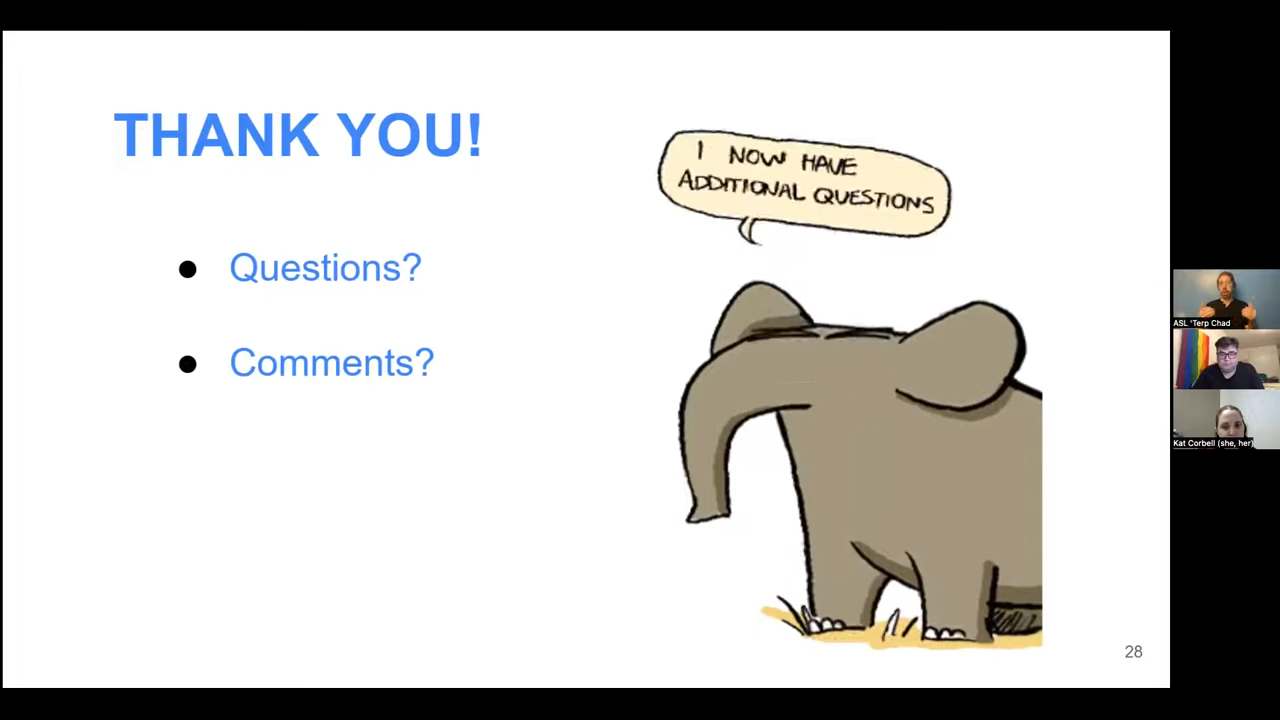 THANK YOU!
● Questions?
● Comments?
I NOW HAVE
ADDITIONAL QUESTIONS
28
ASL 'Terp Chad
Kat Corbell (she, her)